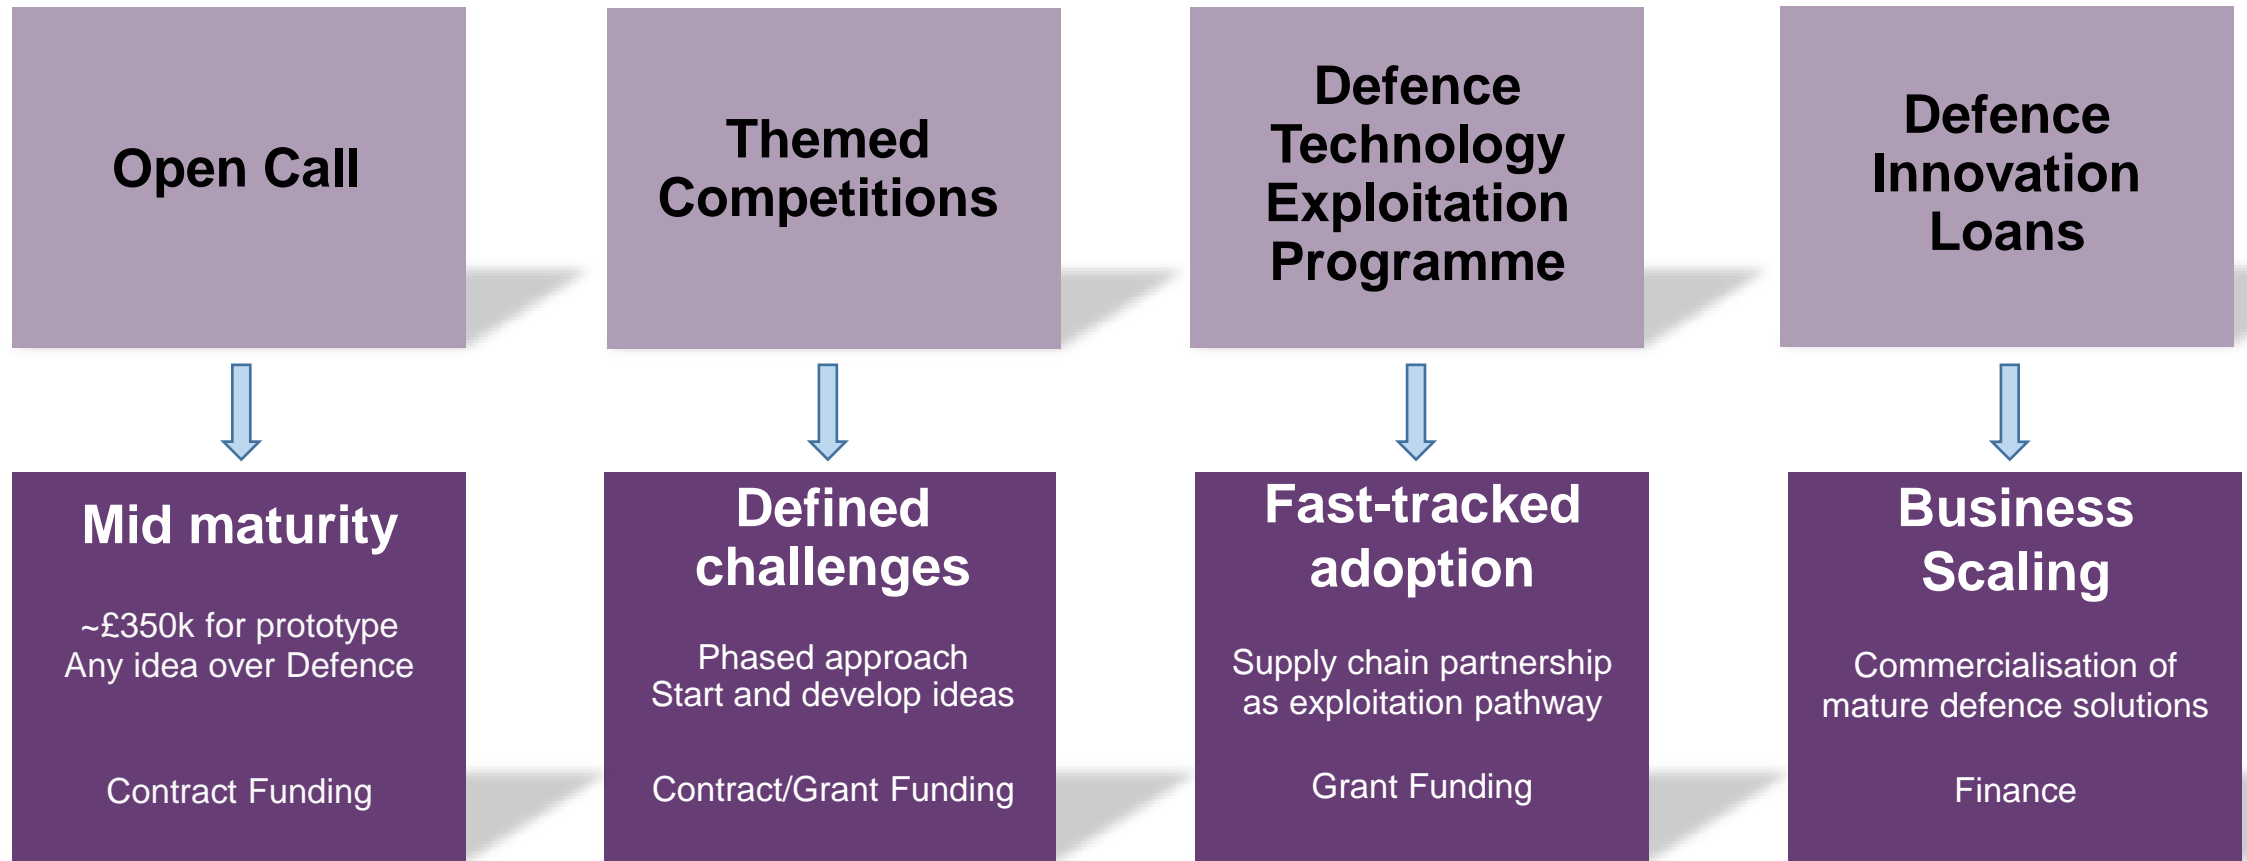 Open Call
Themed
Competitions
Defence
Technology
Exploitation
Programme
Defence
Innovation
Loans
Mid maturity
~£350k for prototype
Any idea over Defence
Contract Funding
Defined
challenges
Phased approach
Start and develop ideas
Contract/Grant Funding
Fast-tracked
adoption
Supply chain partnership
as exploitation pathway
Grant Funding
Business
Scaling
Commercialisation of
mature defence solutions
Finance